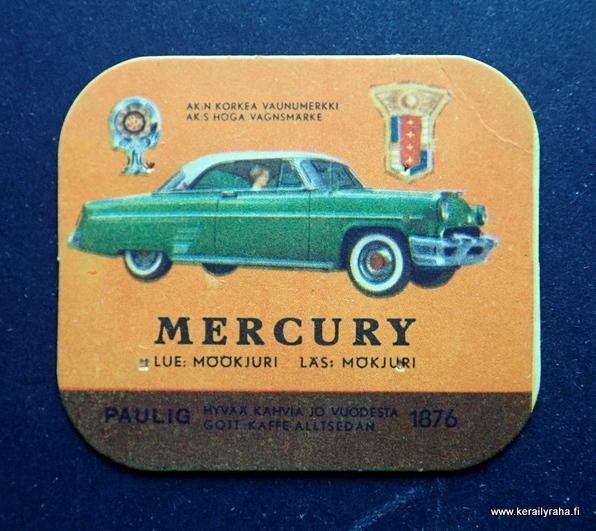 AK:N KORKEA VAUNUMERKKI
AK:S HÖGA VAGNSMÄRKE
MERCURY
LUE: MÖÖKJURI LÄS: MÖKJURI
PAULIG HYVÄÄ KAHVIA JO VUODESTA 1876
GOTT KAFFE ALLTSEDAN
www.kerailyraha.fi